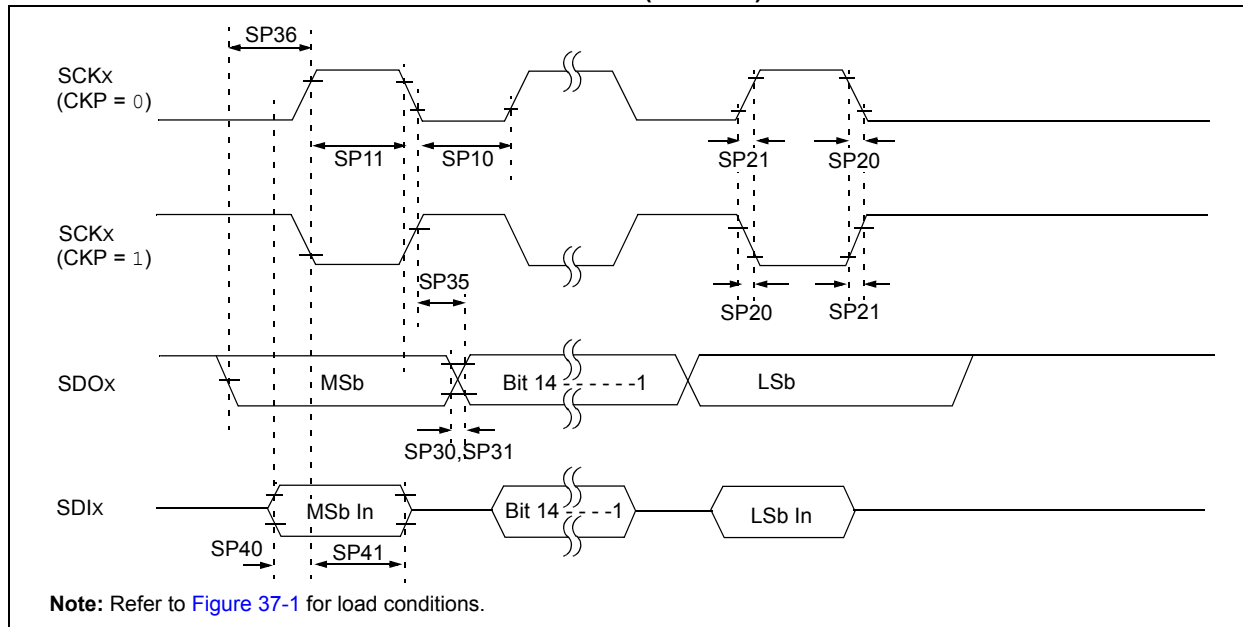 SP36
SCKx
(CKP = 0)
SP11
SP10
SP21
SP20
SCKx
(CKP = 1)
SP35
SP20
SP21
SDOx
MSb
Bit 14 - - - - - -1
LSb
SP30,SP31
SDIx
MSb In
Bit 14 - - - -1
LSb In
SP40
SP41
Note: Refer to Figure 37-1 for load conditions.